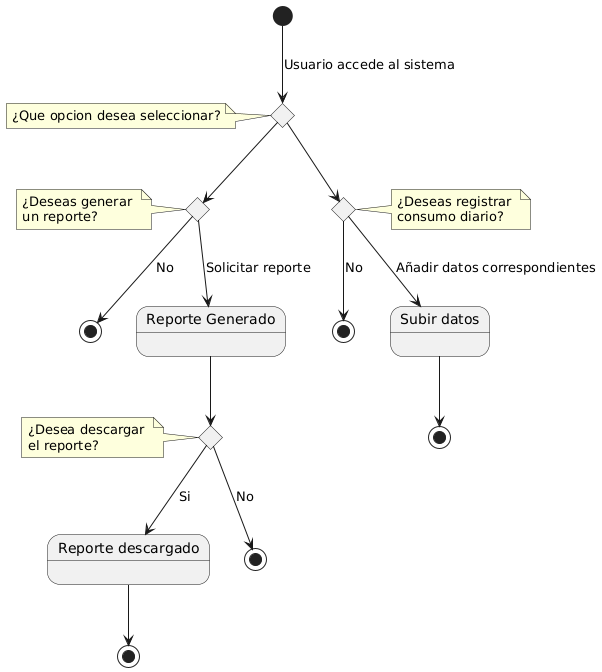 Usuario accede al sistema
¿Que opcion desea seleccionar?
¿Deseas generar
un reporte?
¿Deseas registrar
consumo diario?
No
Solicitar reporte
No
Añadir datos correspondientes
Reporte Generado
Subir datos
¿Desea descargar
el reporte?
Si
No
Reporte descargado